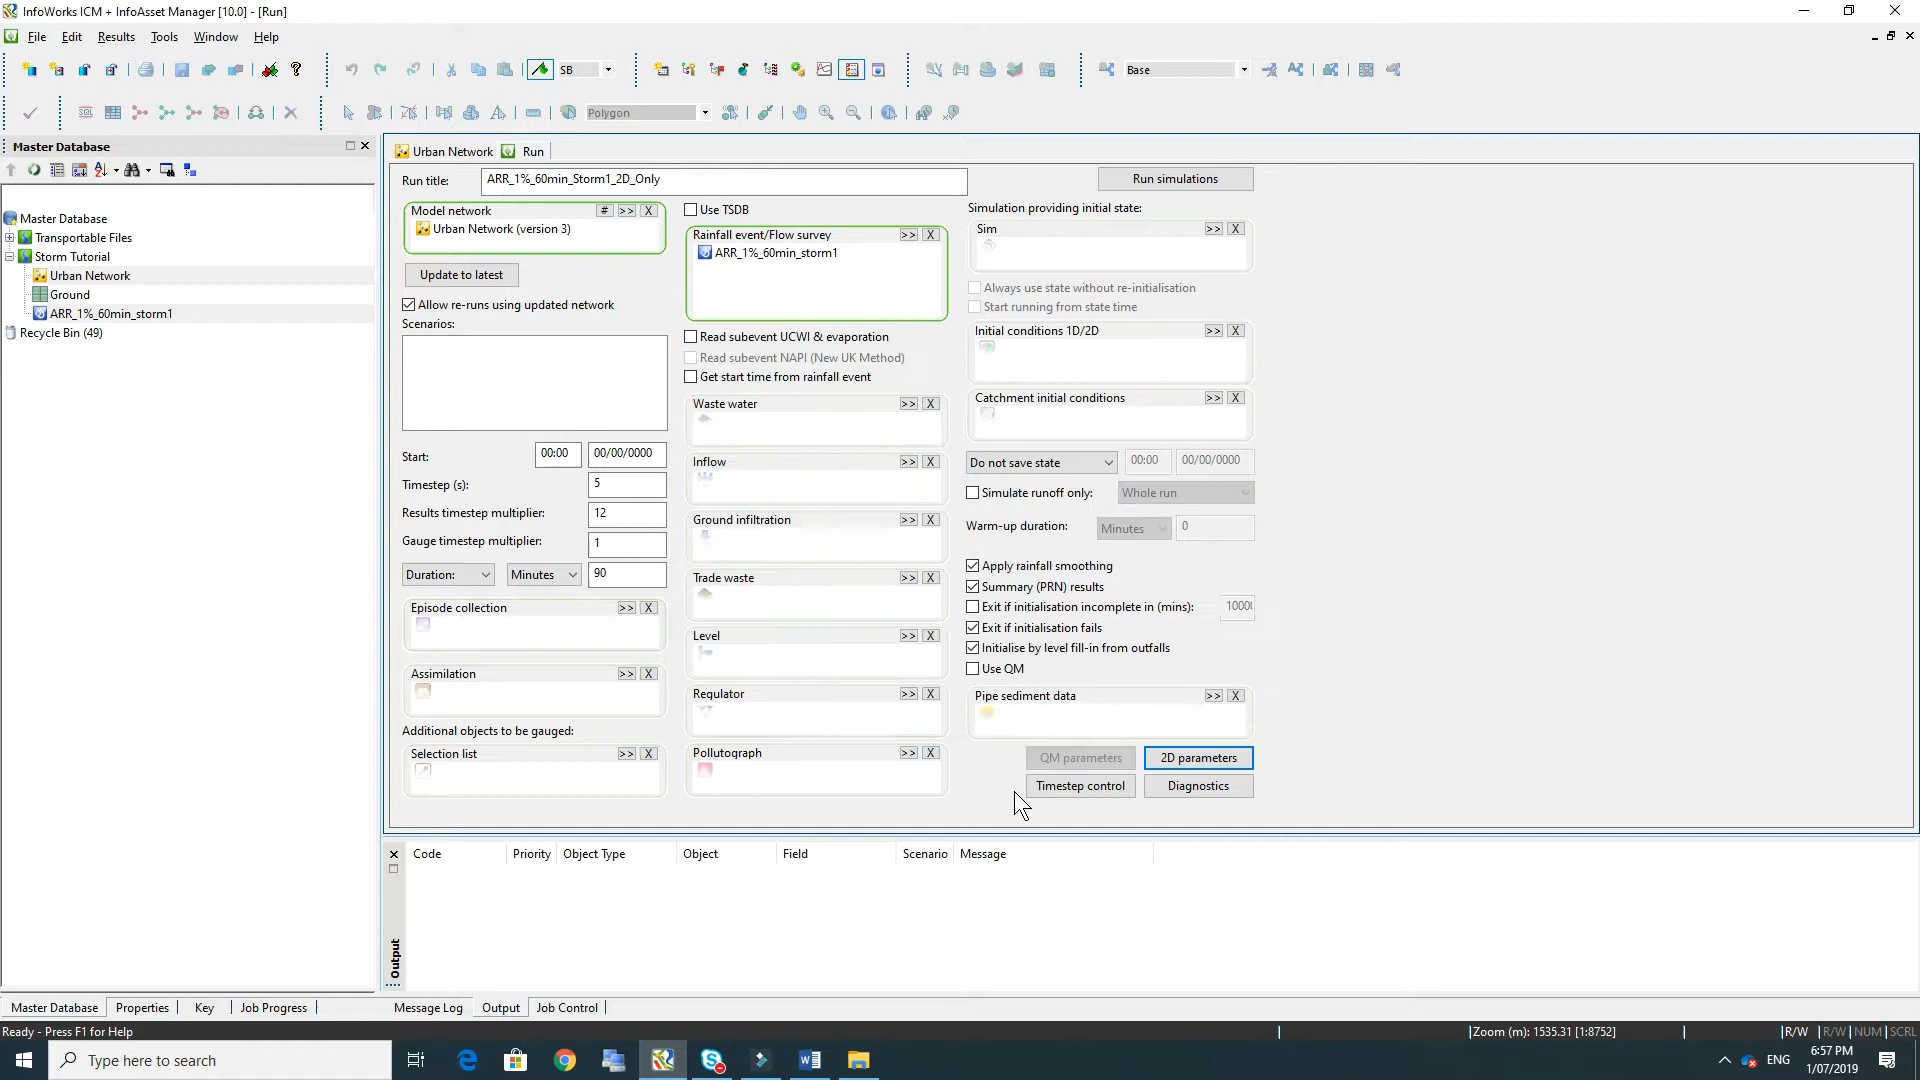 InfoWorks ICM + InfoAsset Manager [10.0] - [Run]
File Edit Results Tools Window Help
SB
Base
SQL
Polygon
Master Database
Urban Network Run
Run title: ARR_1%_60min_Storm1_2D_Only
Run simulations
Master Database
Transportable Files
Storm Tutorial
Urban Network
Ground
ARR_1%_60min_storm1
Recycle Bin (49)
Model network # >> X
Urban Network (version 3)
Update to latest
Allow re-runs using updated network
Scenarios:
Start: 00:00 00/00/0000
Timestep (s): 5
Results timestep multiplier: 12
Gauge timestep multiplier: 1
Duration: Minutes 90
Episode collection >> X
Assimilation >> X
Additional objects to be gauged:
Selection list >> X
Use TSDB
Rainfall event/Flow survey >> X
ARR_1%_60min_storm1
Read subevent UCWI & evaporation
Read subevent NAPI (New UK Method)
Get start time from rainfall event
Waste water >> X
Inflow >> X
Ground infiltration >> X
Trade waste >> X
Level >> X
Regulator >> X
Pollutograph >> X
Simulation providing initial state:
Sim >> X
Always use state without re-initialisation
Start running from state time
Initial conditions 1D/2D >> X
Catchment initial conditions >> X
Do not save state 00:00 00/00/0000
Simulate runoff only: Whole run
Warm-up duration: Minutes 0
Apply rainfall smoothing
Summary (PRN) results
Exit if initialisation incomplete in (mins):
Exit if initialisation fails
Initialise by level fill-in from outfalls
Use QM
Pipe sediment data >> X
QM parameters 2D parameters
Timestep control Diagnostics
Code Priority Object Type Object Field Scenario Message
Output
Master Database Properties Key Job Progress Message Log Output Job Control
Ready - Press F1 for Help
Zoom (m): 1535.31 [1:8752]
R/W R/W NUM SCRL
Type here to search
ENG
6:57 PM
1/07/2019